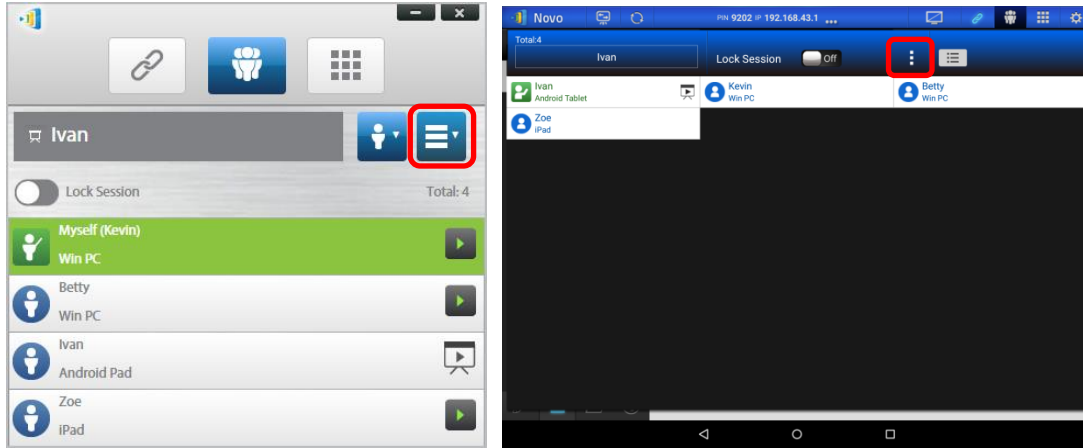 Ivan
Lock Session
Total: 4
Myself (Kevin)
Win PC
Betty
Win PC
Ivan
Android Pad
Zoe
iPad
Novo
PIN 9202 IP 192.168.43.1 ...
Total:4
Ivan
Lock Session
Off
Ivan
Android Tablet
Kevin
Win PC
Betty
Win PC
Zoe
iPad